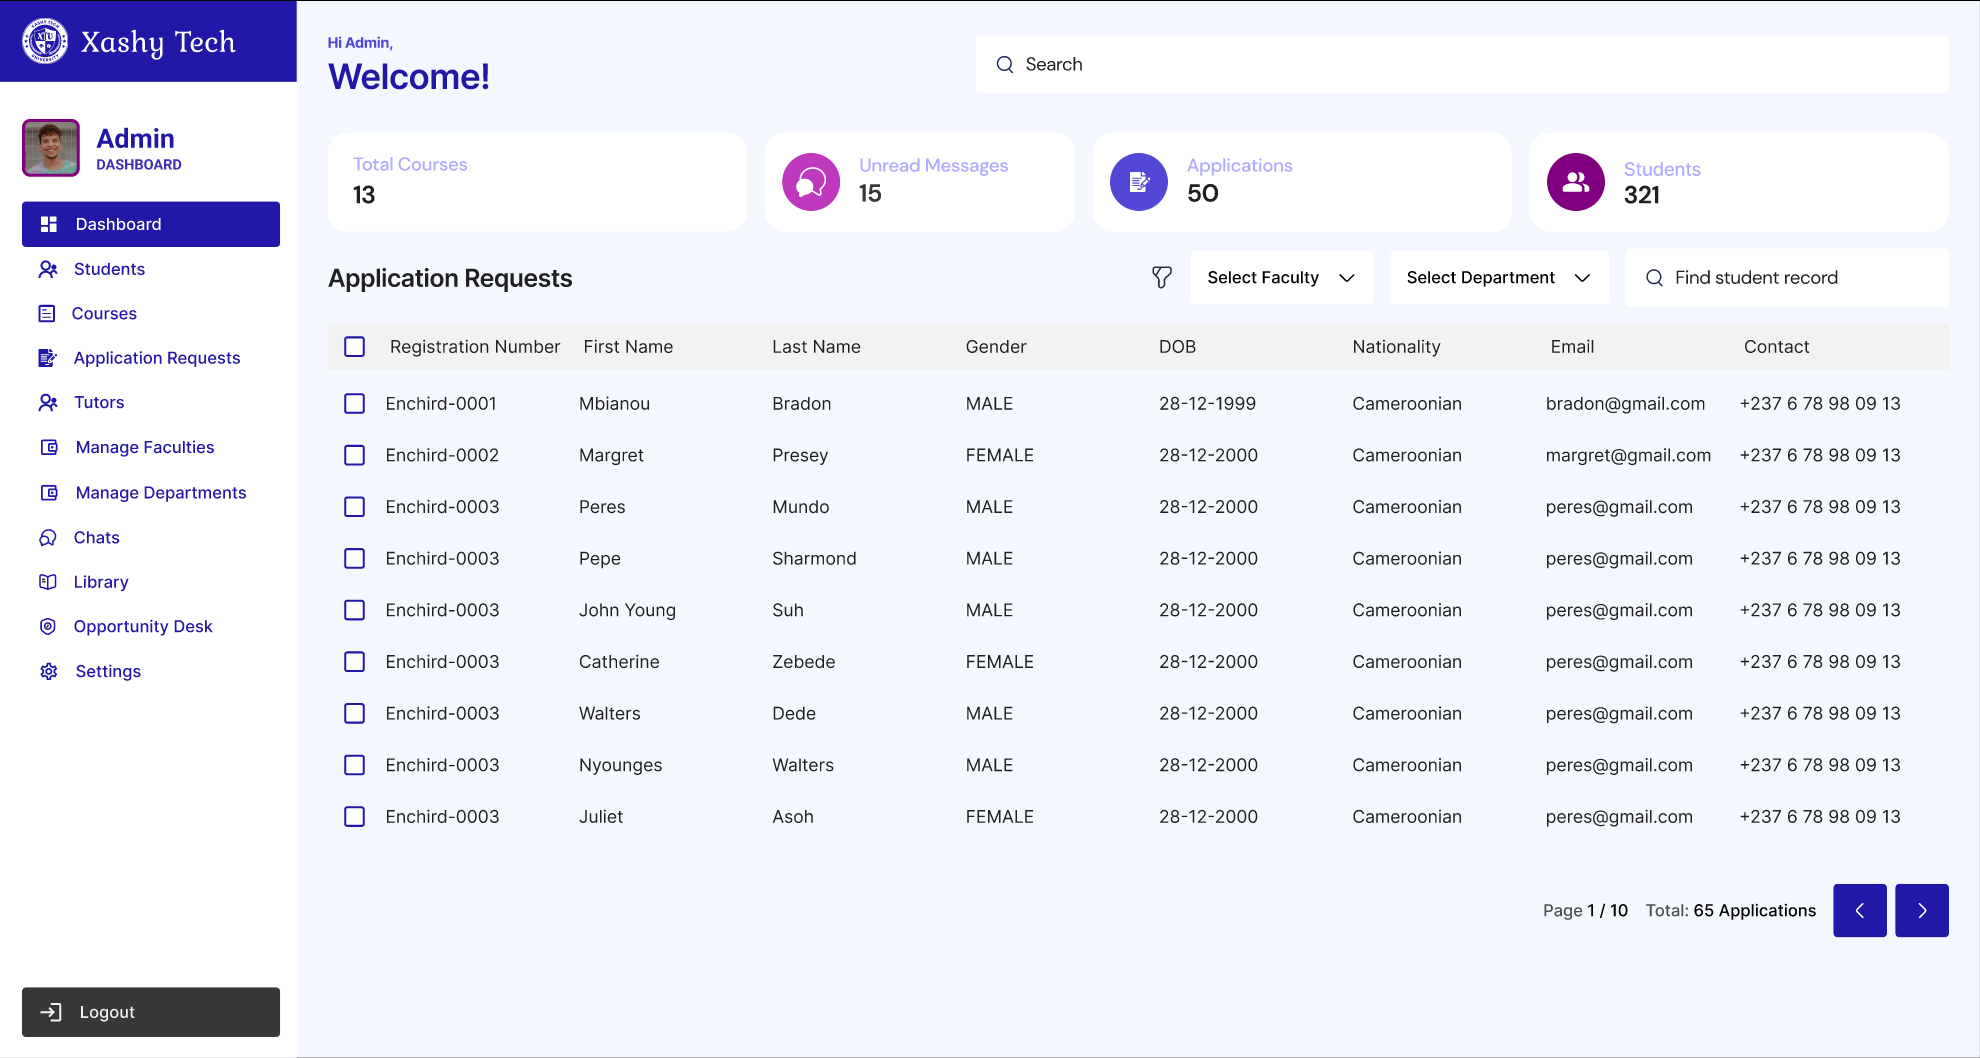 Xashy Tech
Admin
DASHBOARD
Dashboard
Students
Courses
Application Requests
Tutors
Manage Faculties
Manage Departments
Chats
Library
Opportunity Desk
Settings
Logout
Hi Admin,
Welcome!
Search
Total Courses
13
Unread Messages
15
Applications
50
Students
321
Application Requests
Select Faculty
Select Department
Find student record
Registration Number First Name Last Name Gender DOB Nationality Email Contact
Enchird-0001 Mbianou Bradon MALE 28-12-1999 Cameroonian bradon@gmail.com +237 6 78 98 09 13
Enchird-0002 Margret Presey FEMALE 28-12-2000 Cameroonian margret@gmail.com +237 6 78 98 09 13
Enchird-0003 Peres Mundo MALE 28-12-2000 Cameroonian peres@gmail.com +237 6 78 98 09 13
Enchird-0003 Pepe Sharmond MALE 28-12-2000 Cameroonian peres@gmail.com +237 6 78 98 09 13
Enchird-0003 John Young Suh MALE 28-12-2000 Cameroonian peres@gmail.com +237 6 78 98 09 13
Enchird-0003 Catherine Zebede FEMALE 28-12-2000 Cameroonian peres@gmail.com +237 6 78 98 09 13
Enchird-0003 Walters Dede MALE 28-12-2000 Cameroonian peres@gmail.com +237 6 78 98 09 13
Enchird-0003 Nyounges Walters MALE 28-12-2000 Cameroonian peres@gmail.com +237 6 78 98 09 13
Enchird-0003 Juliet Asoh FEMALE 28-12-2000 Cameroonian peres@gmail.com +237 6 78 98 09 13
Page 1 / 10 Total: 65 Applications